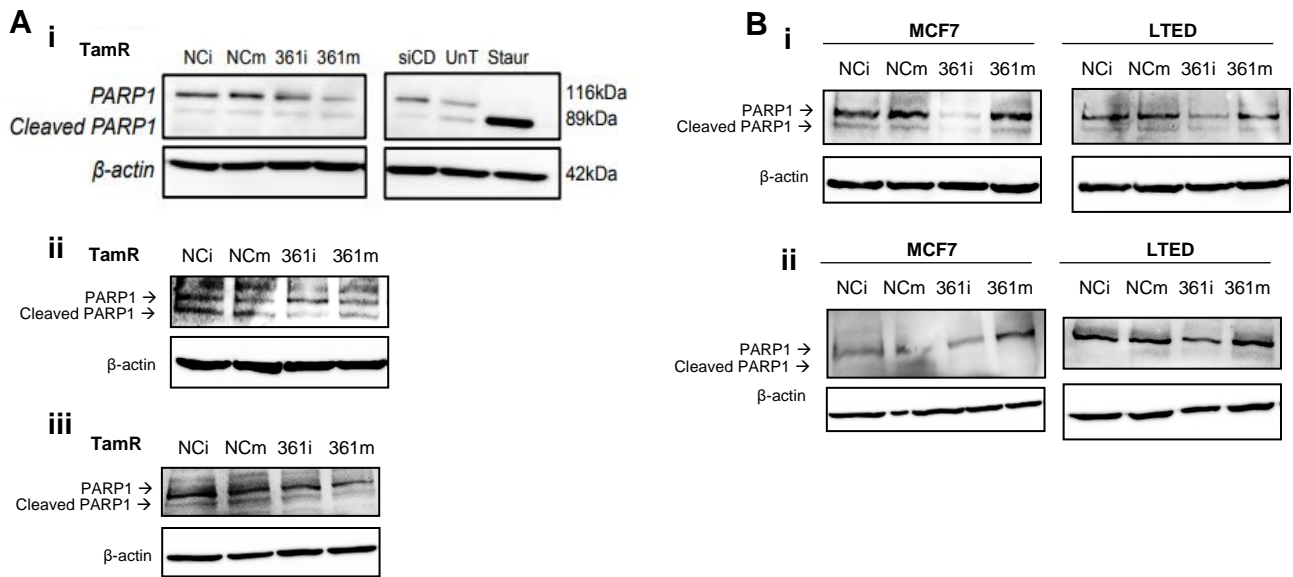 A
i
TamR
NCi NCm 361i 361m
siCD UnT Staur
PARP1
Cleaved PARP1
β-actin
116kDa
89kDa
42kDa
ii
TamR
NCi NCm 361i 361m
PARP1 →
Cleaved PARP1 →
β-actin
iii
TamR
NCi NCm 361i 361m
PARP1 →
Cleaved PARP1 →
β-actin
B
i
MCF7
LTED
NCi NCm 361i 361m
NCi NCm 361i 361m
PARP1 →
Cleaved PARP1 →
β-actin
ii
MCF7
LTED
NCi NCm 361i 361m
NCi NCm 361i 361m
PARP1 →
Cleaved PARP1 →
β-actin